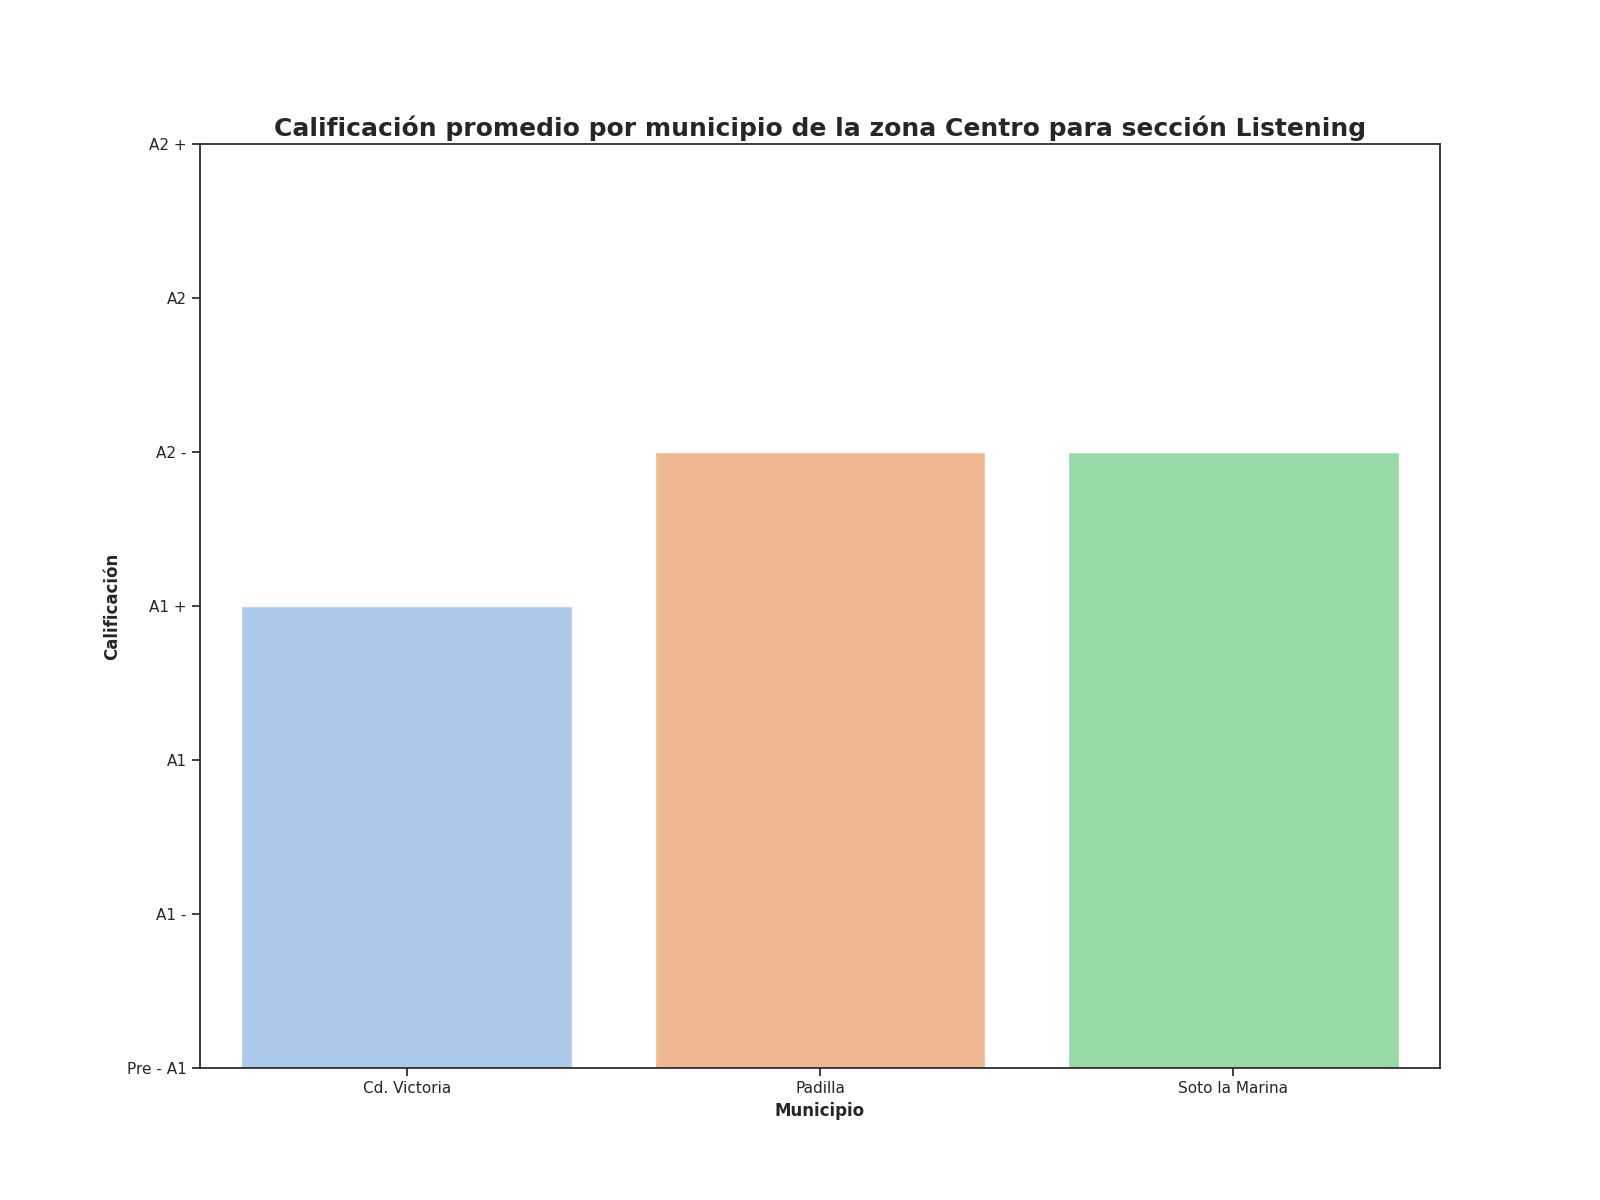 Calificación promedio por municipio de la zona Centro para sección Listening
A2 +
A2
A2 -
A1 +
A1
A1 -
Pre - A1
Calificación
Cd. Victoria
Padilla
Soto la Marina
Municipio